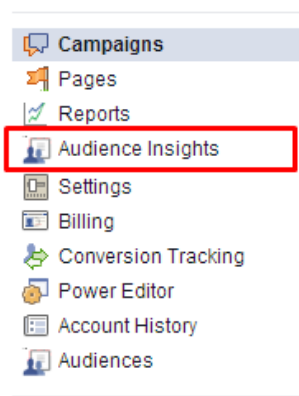 Campaigns
Pages
Reports
Audience Insights
Settings
Billing
Conversion Tracking
Power Editor
Account History
Audiences